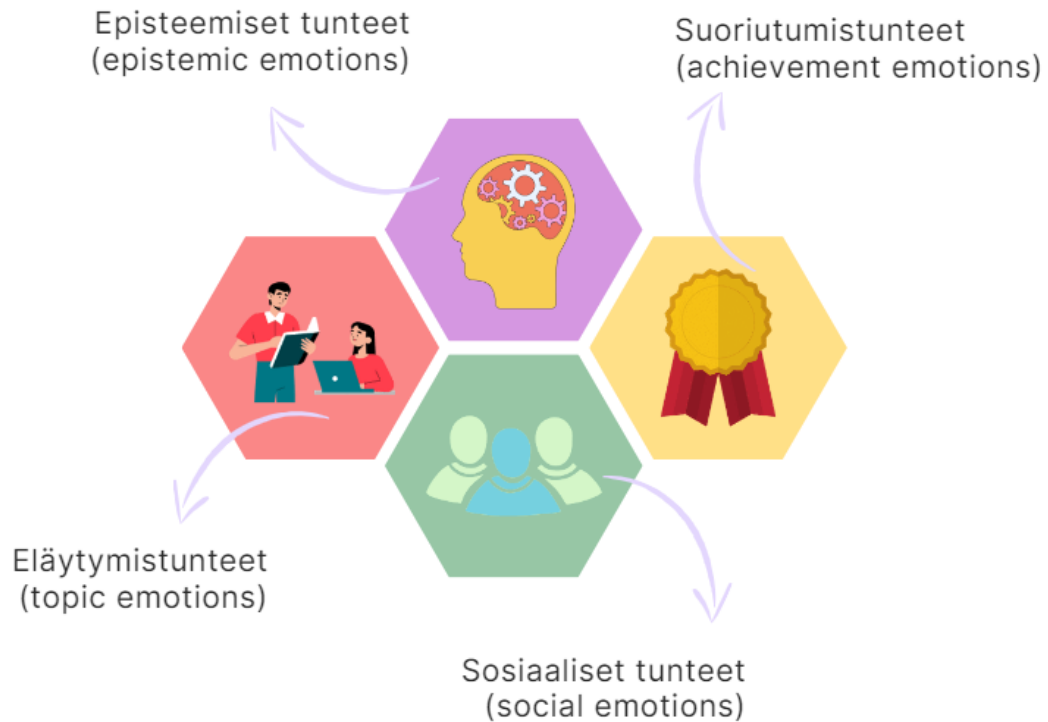 Episteemiset tunteet
(epistemic emotions)
Suoriutumistunteet
(achievement emotions)
Eläytymistunteet
(topic emotions)
Sosiaaliset tunteet
(social emotions)